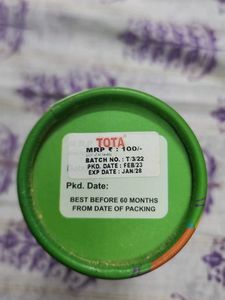 TOTA
MRP ₹ : 100/-
BATCH NO. : T/3/22
PKD. DATE : FEB/23
EXP DATE : JAN/28
Pkd. Date:
BEST BEFORE 60 MONTHS
FROM DATE OF PACKING